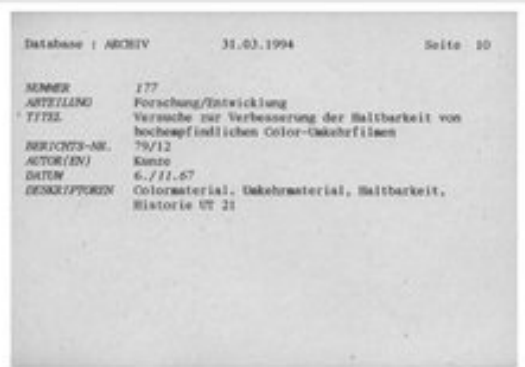 Database : ARCHIV 31.03.1994 Seite 10
NUMMER 177
ABTEILUNG Forschung/Entwicklung
TITEL Versuche zur Verbesserung der Haltbarkeit von
hochempfindlichen Color-Umkehrfilmen
BERICHTS-NR. 79/12
AUTOR(EN) Kunze
DATUM 6./11.67
DESKRIPTOREN Colormaterial, Umkehrmaterial, Haltbarkeit,
Historie UT 21